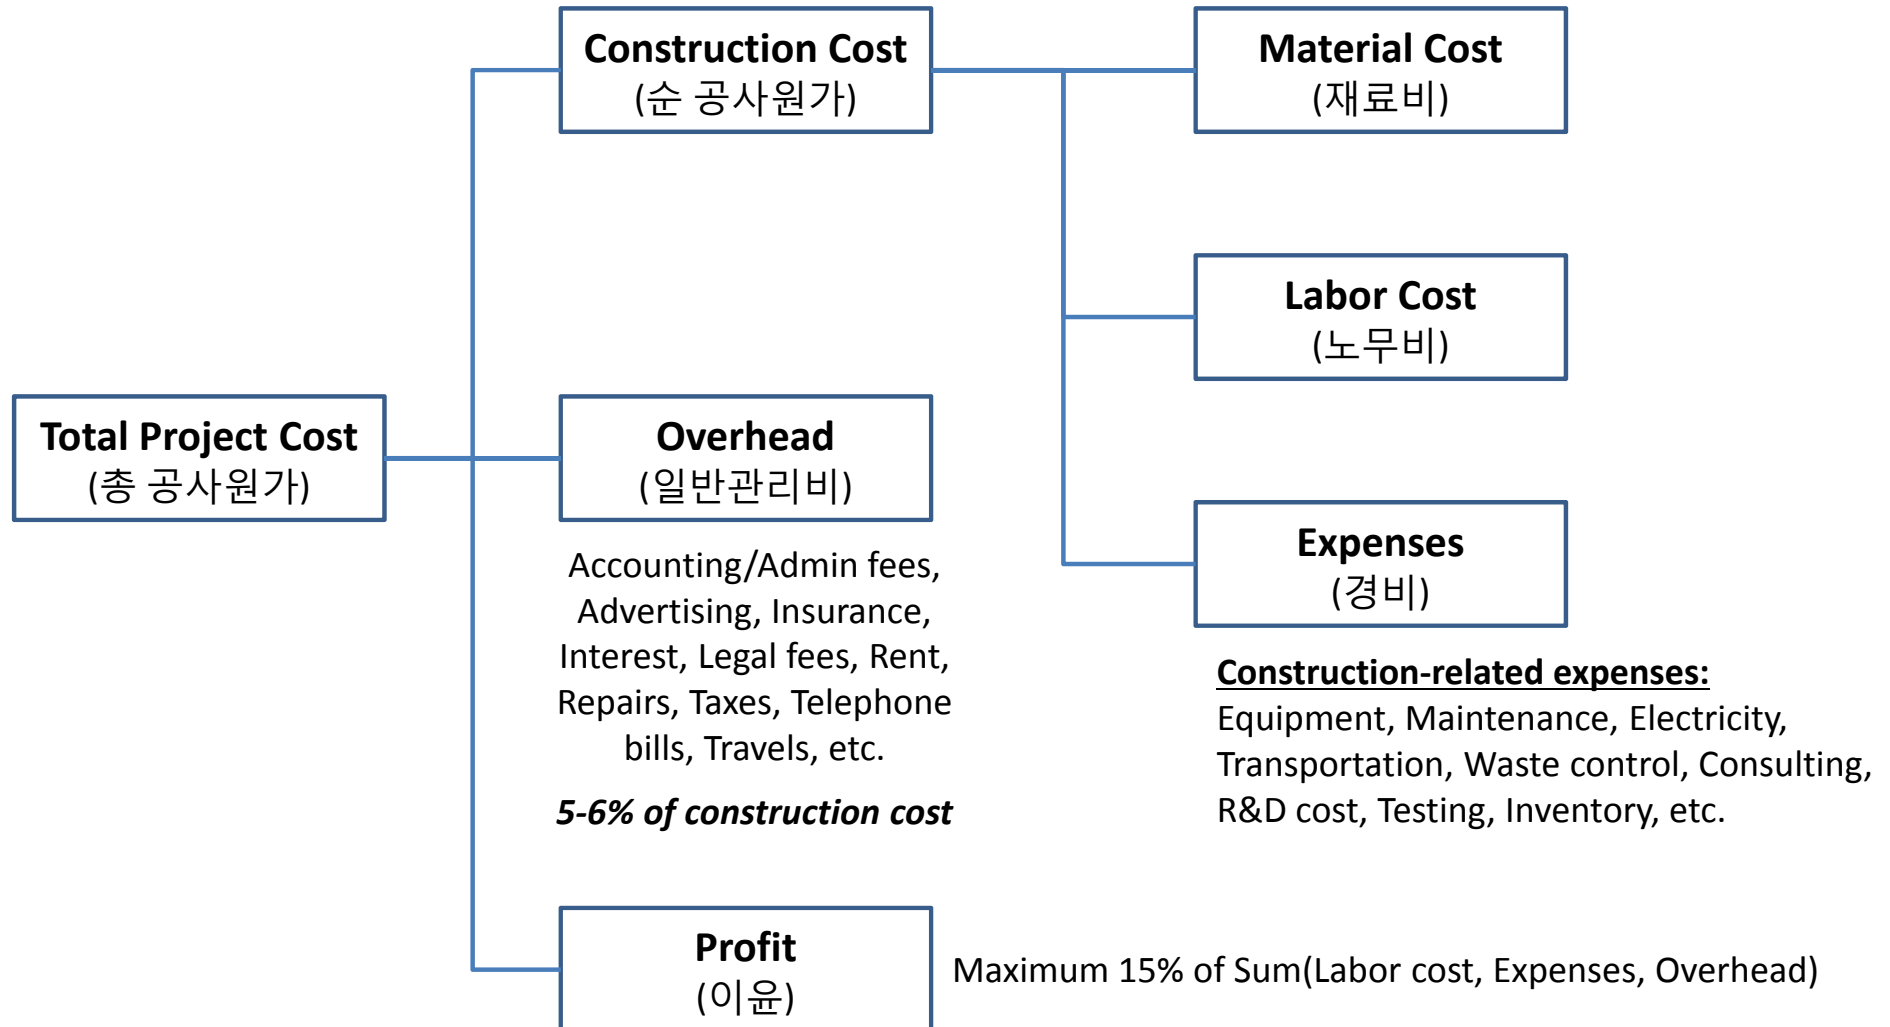 Construction Cost
(순 공사원가)
Material Cost
(재료비)
Labor Cost
(노무비)
Total Project Cost
(총 공사원가)
Overhead
(일반관리비)
Accounting/Admin fees,
Advertising, Insurance,
Interest, Legal fees, Rent,
Repairs, Taxes, Telephone
bills, Travels, etc.
5-6% of construction cost
Expenses
(경비)
Construction-related expenses:
Equipment, Maintenance, Electricity,
Transportation, Waste control, Consulting,
R&D cost, Testing, Inventory, etc.
Profit
(이윤)
Maximum 15% of Sum(Labor cost, Expenses, Overhead)